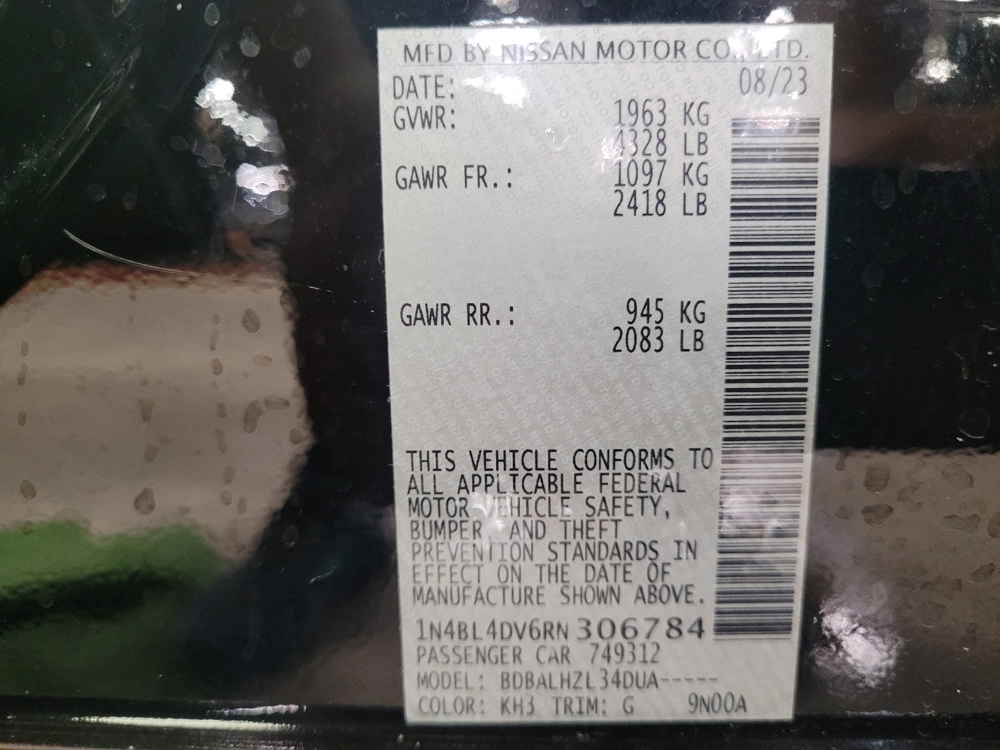 MFD BY NISSAN MOTOR CO., LTD.
DATE: 08/23
GVWR: 1963 KG
4328 LB
GAWR FR.: 1097 KG
2418 LB
GAWR RR.: 945 KG
2083 LB
THIS VEHICLE CONFORMS TO
ALL APPLICABLE FEDERAL
MOTOR VEHICLE SAFETY,
BUMPER, AND THEFT
PREVENTION STANDARDS IN
EFFECT ON THE DATE OF
MANUFACTURE SHOWN ABOVE.
1N4BL4DV6RN306784
PASSENGER CAR 749312
MODEL: BDBALHZL34DUA-----
COLOR: KH3 TRIM: G 9N00A